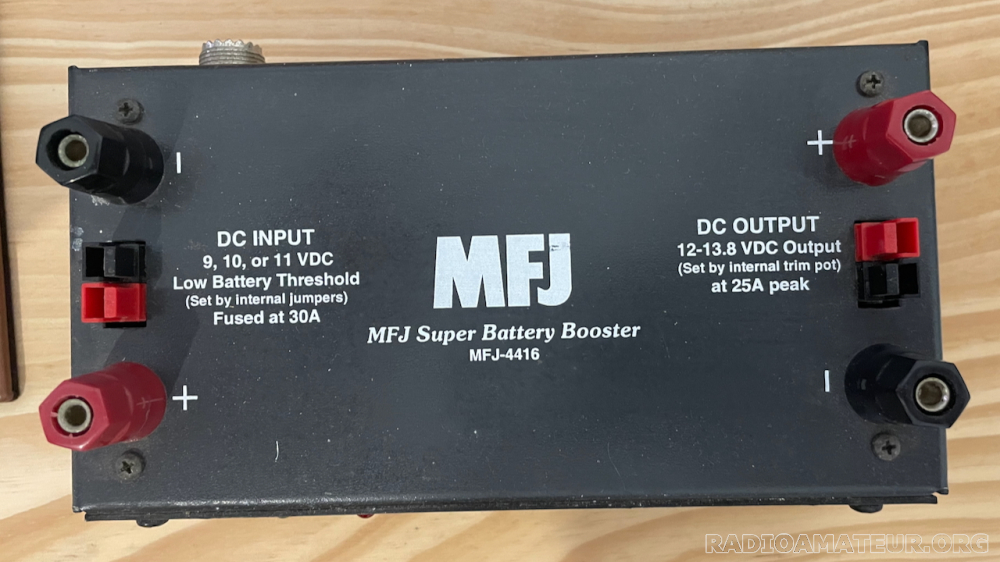 −
DC INPUT
9, 10, or 11 VDC
Low Battery Threshold
(Set by internal jumpers)
Fused at 30A
+
MFJ
MFJ Super Battery Booster
MFJ-4416
+
DC OUTPUT
12-13.8 VDC Output
(Set by internal trim pot)
at 25A peak
−
RADIOAMATEUR.ORG